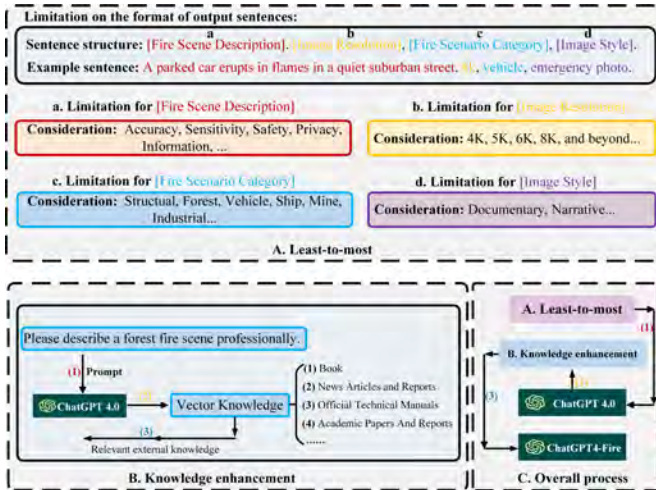 Limitation on the format of output sentences:
a b c d
Sentence structure: [Fire Scene Description]. [Image Resolution], [Fire Scenario Category], [Image Style].
Example sentence: A parked car erupts in flames in a quiet suburban street. vehicle, emergency photo.
a. Limitation for [Fire Scene Description]
Consideration: Accuracy, Sensitivity, Safety, Privacy,
Information, ...
b. Limitation for [Image Resolution]
Consideration: 4K, 5K, 6K, 8K, and beyond...
c. Limitation for [Fire Scenario Category]
Consideration: Structual, Forest, Vehicle, Ship, Mine,
Industrial...
d. Limitation for [Image Style]
Consideration: Documentary, Narrative...
A. Least-to-most
Please describe a forest fire scene professionally.
(1) Prompt
ChatGPT 4.0
Vector Knowledge
(3)
Relevant external knowledge
(1) Book
(2) News Articles and Reports
(3) Official Technical Manuals
(4) Academic Papers And Reports
......
B. Knowledge enhancement
A. Least-to-most
(1)
B. Knowledge enhancement
(3)
ChatGPT 4.0
ChatGPT4-Fire
C. Overall process